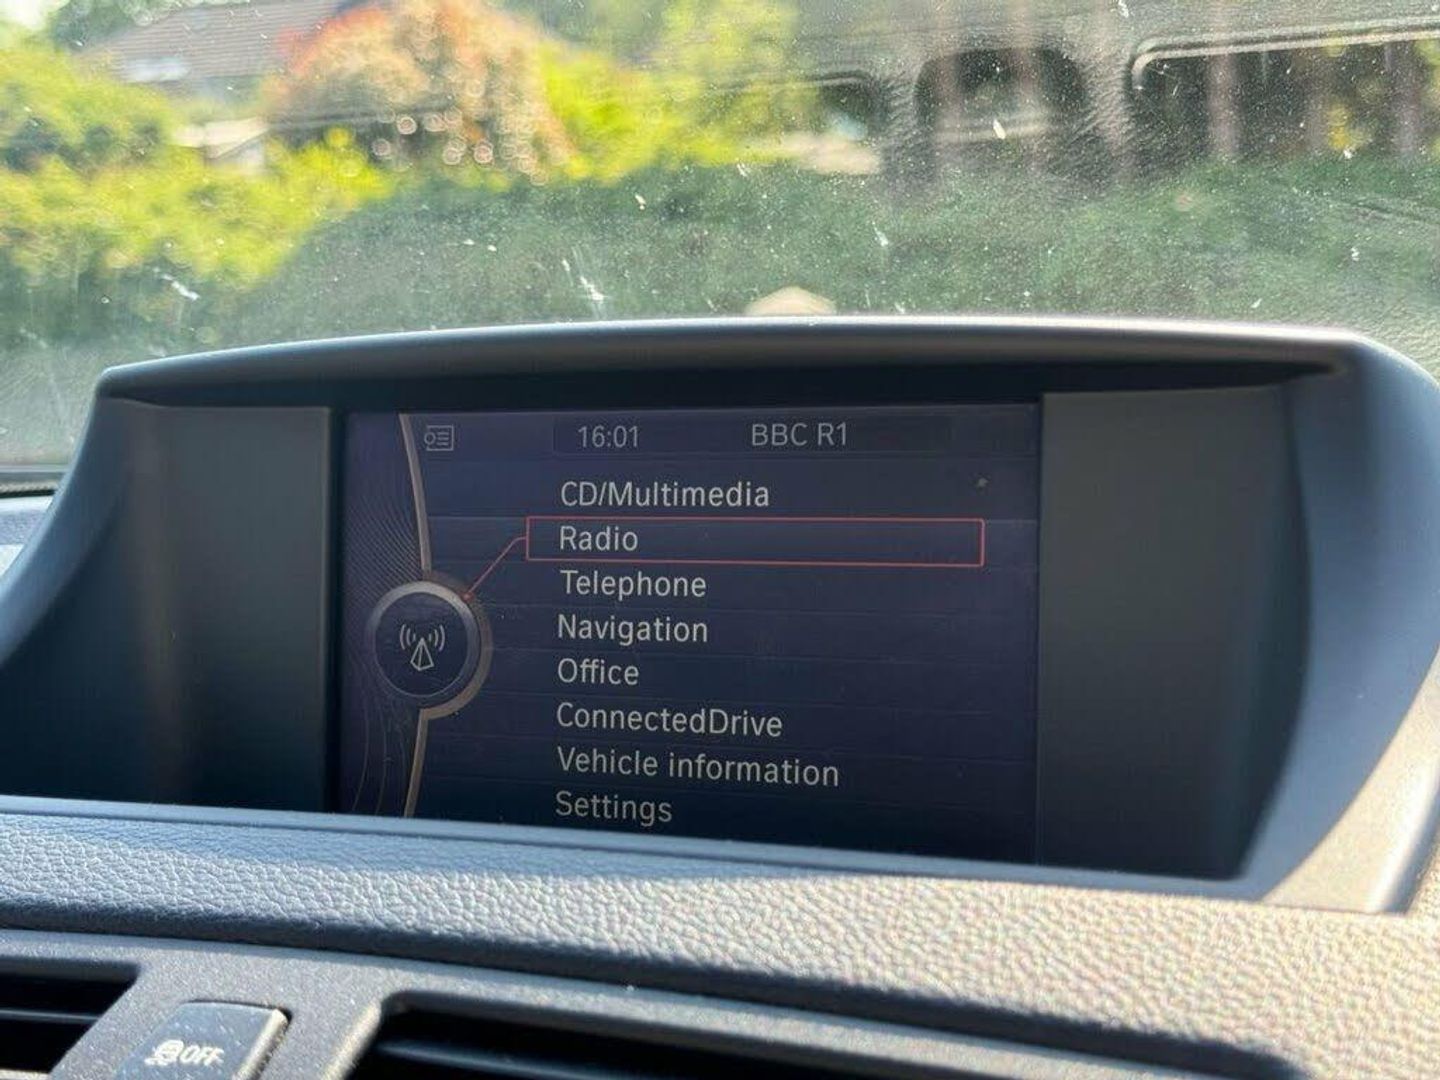 16:01 BBC R1
CD/Multimedia
Radio
Telephone
Navigation
Office
ConnectedDrive
Vehicle information
Settings
OFF